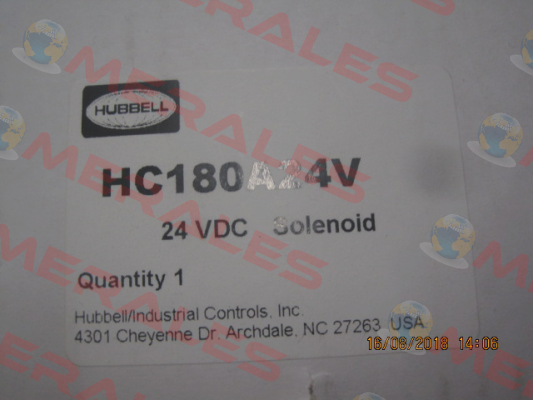 HUBBELL
HC180A24V
24 VDC Solenoid
Quantity 1
Hubbell/Industrial Controls, Inc.
4301 Cheyenne Dr. Archdale, NC 27263 USA
16/08/2018 14:06
MERALES